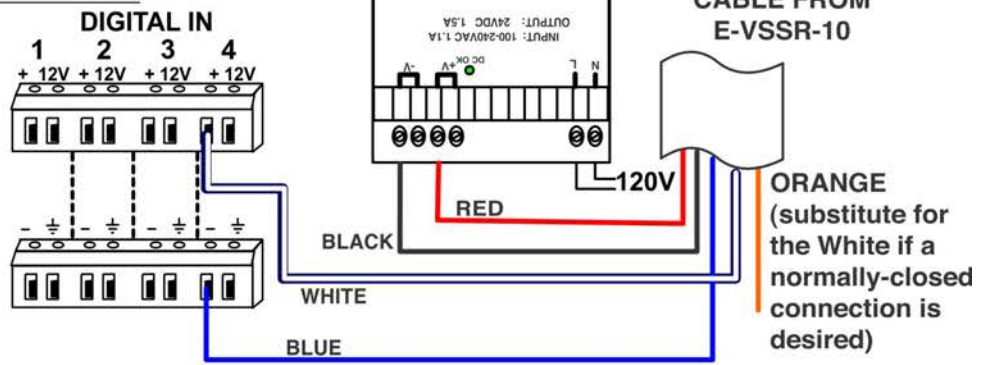 DIGITAL IN
1 2 3 4
+ 12V + 12V + 12V + 12V
OUTPUT: 24VDC 1.5A
INPUT: 100-240VAC 1.1A
V- V+ DC OK L N
CABLE FROM
E-VSSR-10
120V
RED
BLACK
WHITE
BLUE
- ⏚ - ⏚ - ⏚ - ⏚
ORANGE
(substitute for
the White if a
normally-closed
connection is
desired)